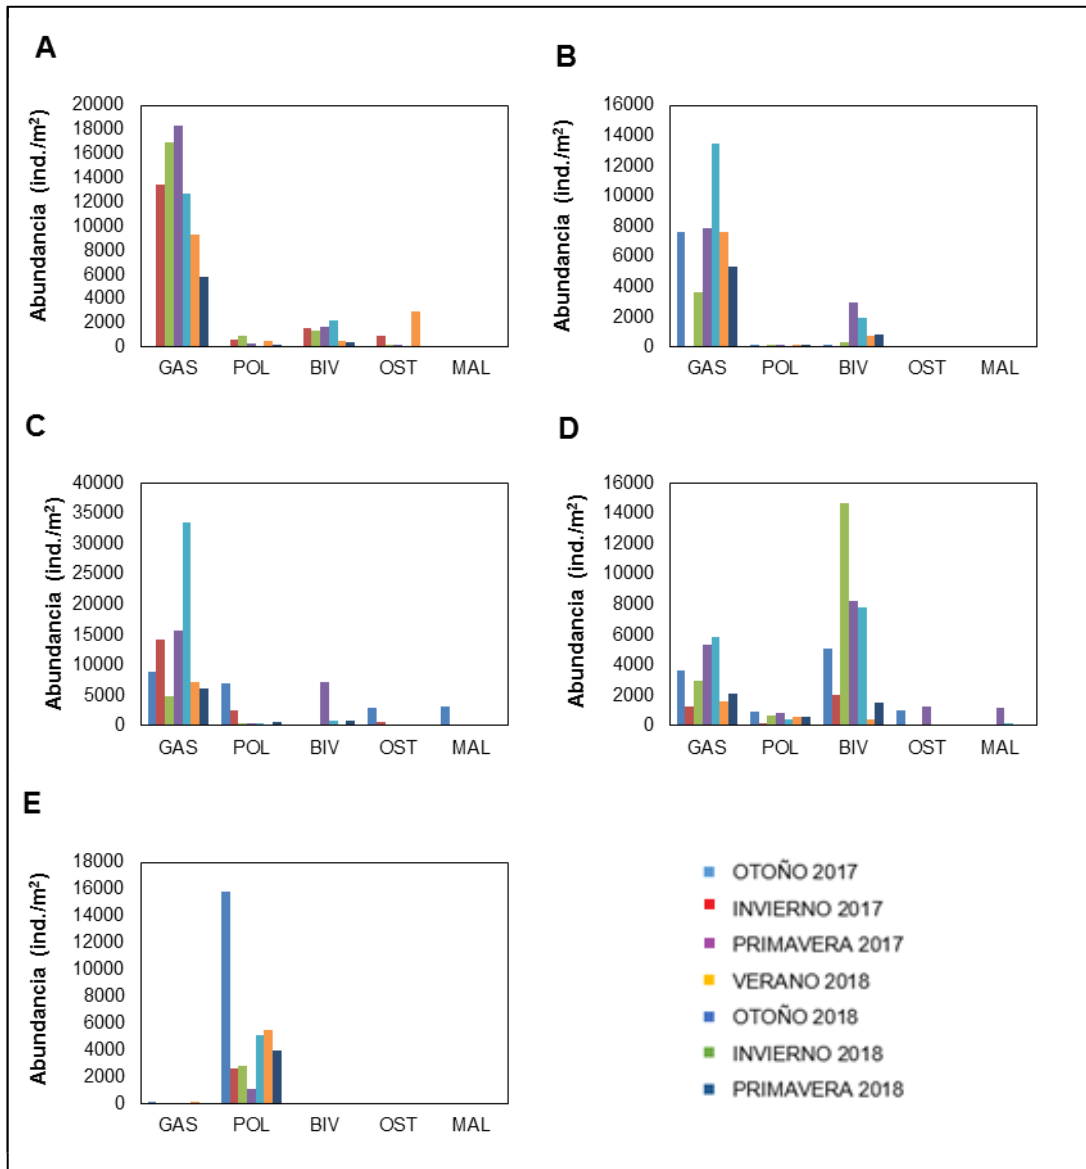 A
Abundancia (ind./m²)
20000
18000
16000
14000
12000
10000
8000
6000
4000
2000
0
GAS POL BIV OST MAL
B
Abundancia (ind./m²)
16000
14000
12000
10000
8000
6000
4000
2000
0
GAS POL BIV OST MAL
C
Abundancia (ind./m²)
40000
35000
30000
25000
20000
15000
10000
5000
0
GAS POL BIV OST MAL
D
Abundancia (ind./m²)
16000
14000
12000
10000
8000
6000
4000
2000
0
GAS POL BIV OST MAL
E
Abundancia (ind./m²)
18000
16000
14000
12000
10000
8000
6000
4000
2000
0
GAS POL BIV OST MAL
OTOÑO 2017
INVIERNO 2017
PRIMAVERA 2017
VERANO 2018
OTOÑO 2018
INVIERNO 2018
PRIMAVERA 2018